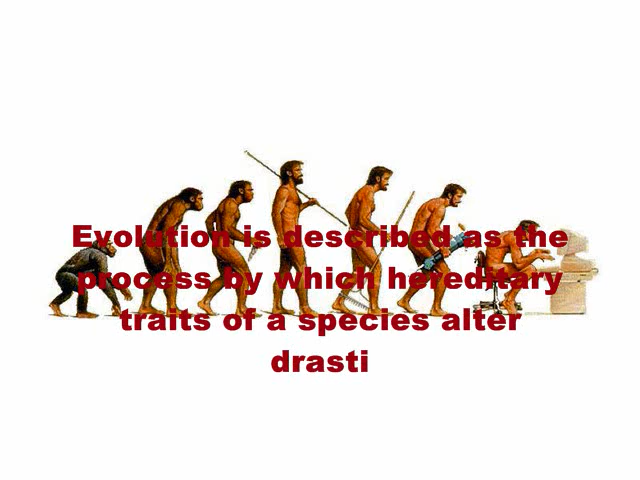 Evolution is described as the
process by which hereditary
traits of a species alter
drasti